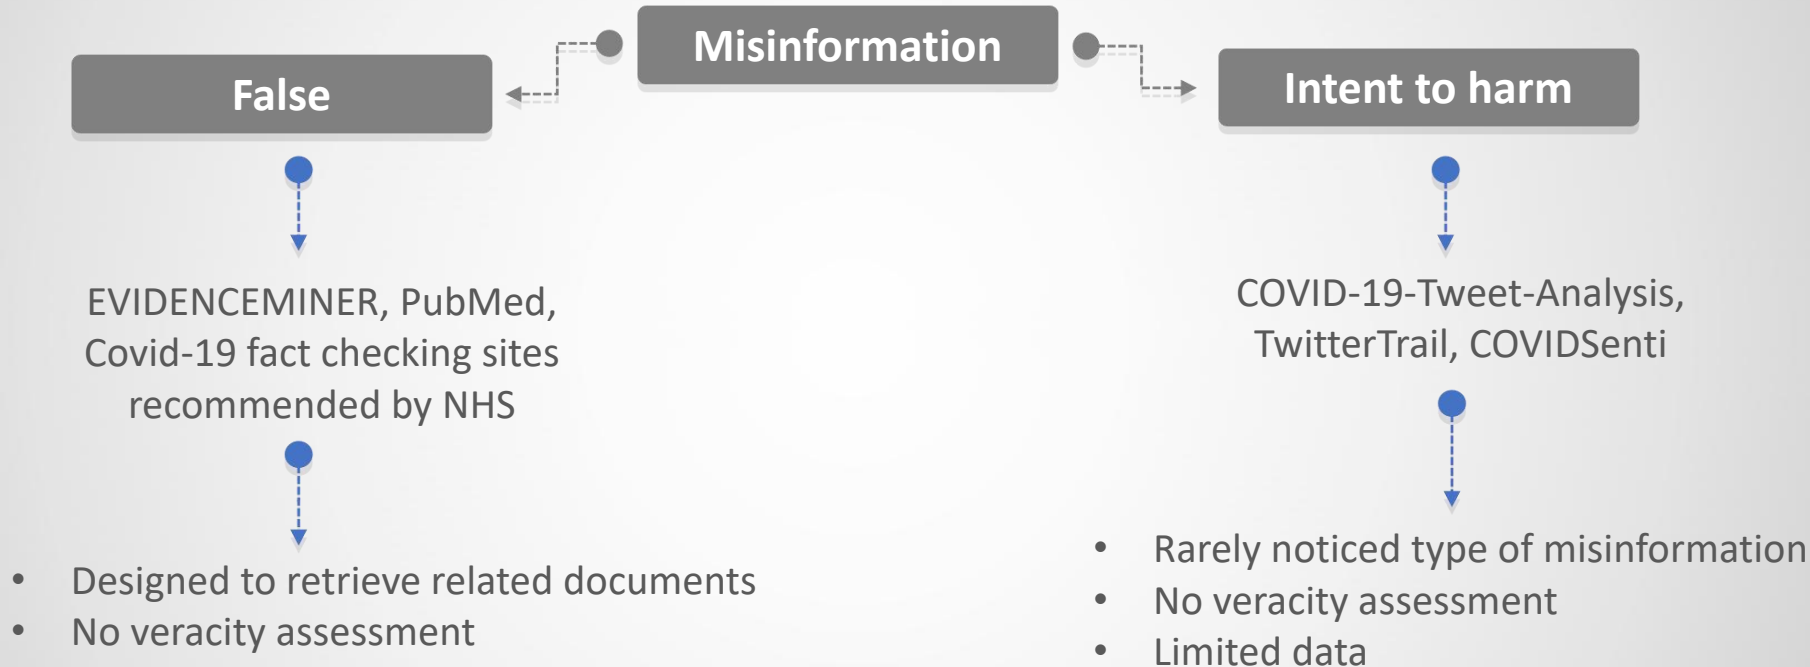 Misinformation
False
Intent to harm
EVIDENCEMINER, PubMed,
Covid-19 fact checking sites
recommended by NHS
COVID-19-Tweet-Analysis,
TwitterTrail, COVIDSenti
• Designed to retrieve related documents
• No veracity assessment
• Rarely noticed type of misinformation
• No veracity assessment
• Limited data